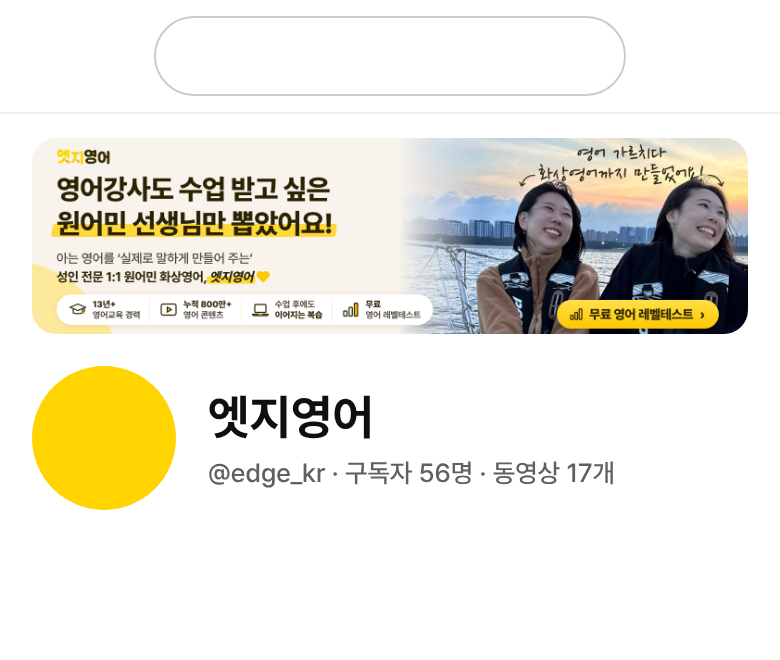 엣지영어
영어강사도 수업 받고 싶은
원어민 선생님만 뽑았어요!
아는 영어를 '실제로 말하게 만들어 주는'
성인 전문 1:1 원어민 화상영어, 엣지영어
13년+
영어교육 경력
누적 800만+
영어 콘텐츠
수업 후에도
이어지는 복습
무료
영어 레벨테스트
영어 가르치다
화상영어까지 만들었어요!
무료 영어 레벨테스트 ›
엣지영어
@edge_kr · 구독자 56명 · 동영상 17개